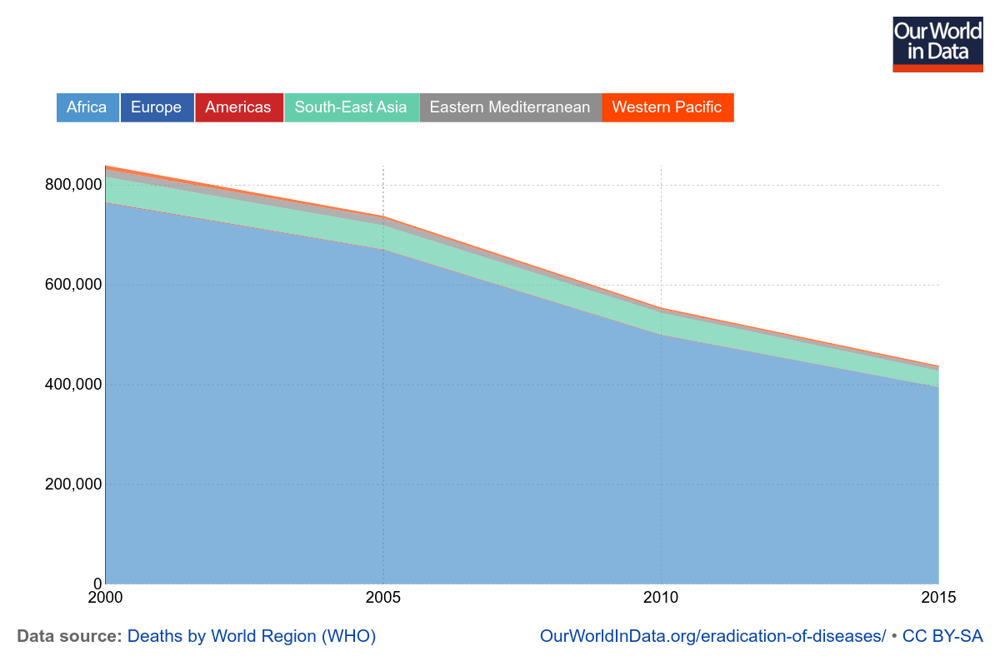 Our World
in Data
Africa Europe Americas South-East Asia Eastern Mediterranean Western Pacific
800,000
600,000
400,000
200,000
0
2000 2005 2010 2015
Data source: Deaths by World Region (WHO) OurWorldInData.org/eradication-of-diseases/ • CC BY-SA